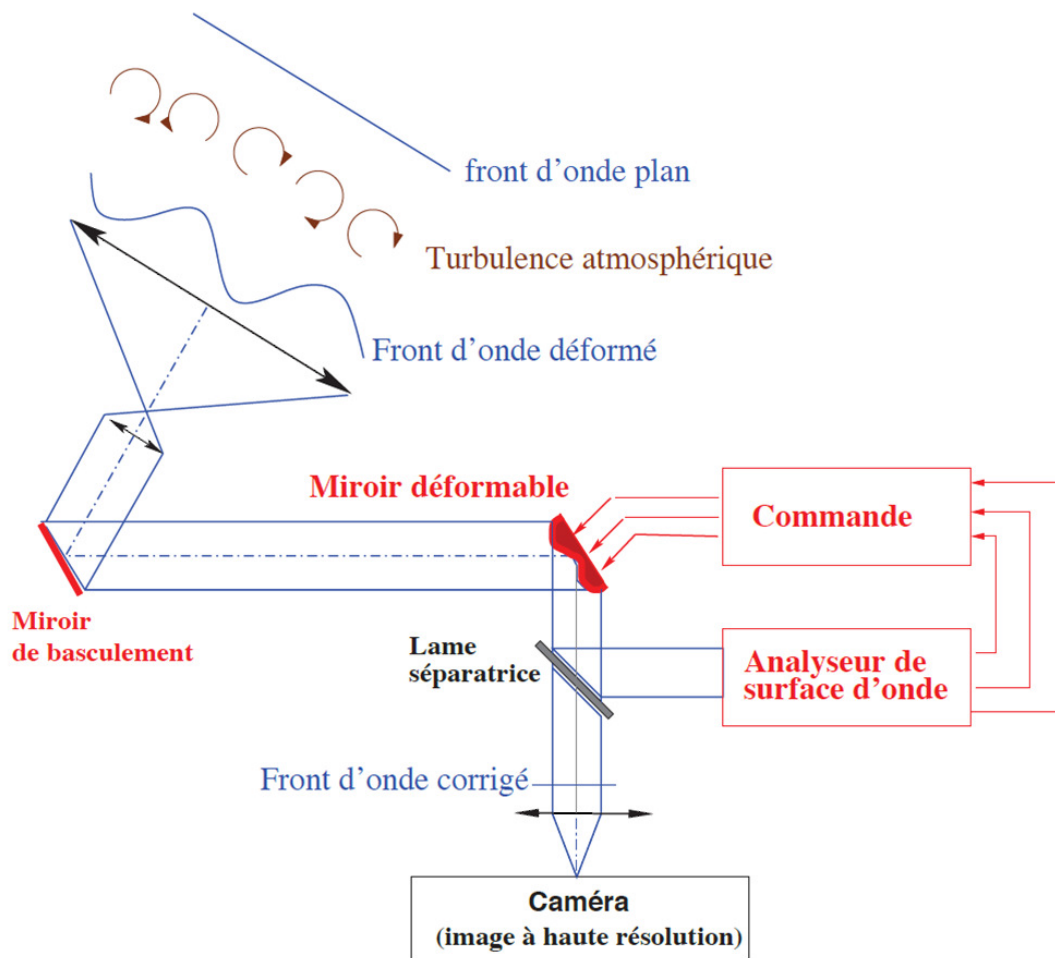 front d'onde plan
Turbulence atmosphérique
Front d'onde déformé
Miroir déformable
Commande
Miroir
de basculement
Lame
séparatrice
Analyseur de
surface d'onde
Front d'onde corrigé
Caméra
(image à haute résolution)